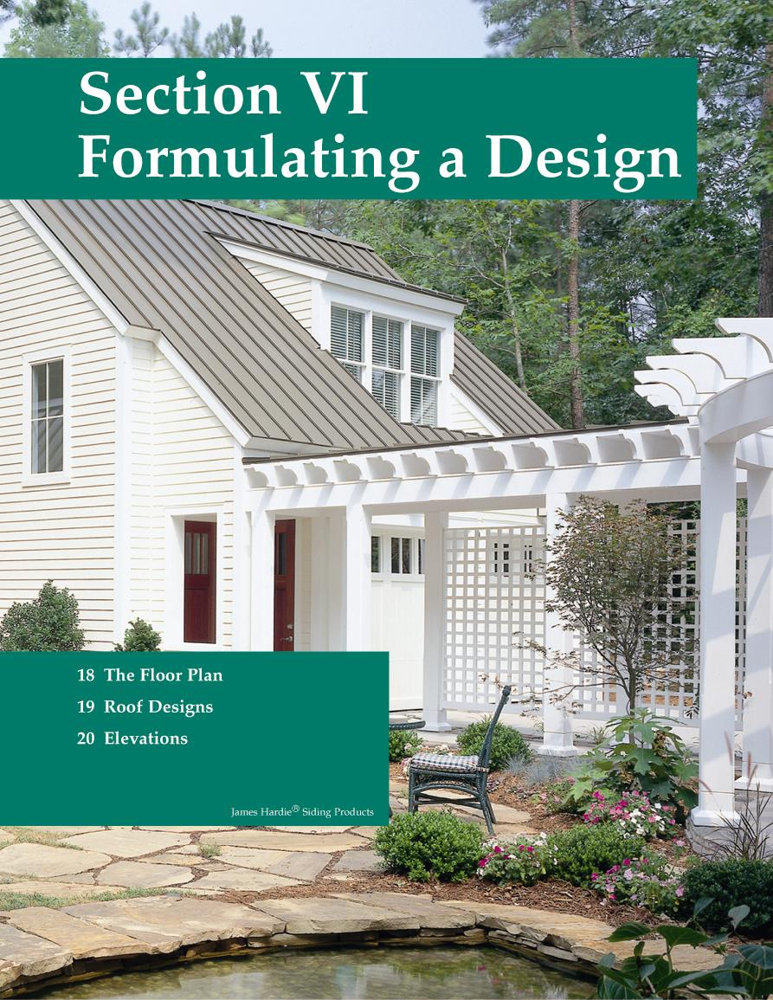 Section VI
Formulating a Design
18 The Floor Plan
19 Roof Designs
20 Elevations
James Hardie® Siding Products